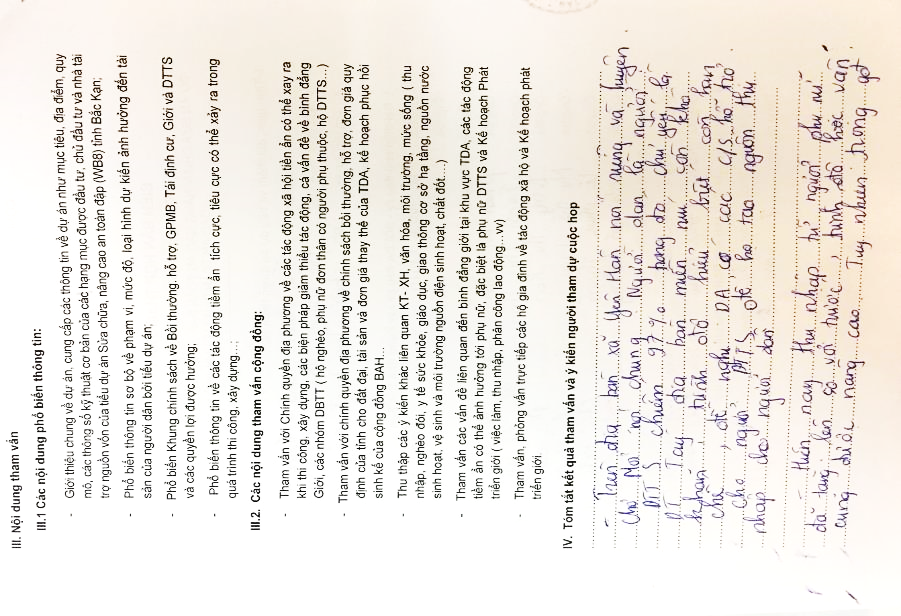 III. Nội dung tham vấn
III.1 Các nội dung phổ biến thông tin:
- Giới thiệu chung về dự án, cung cấp các thông tin về dự án như mục tiêu, địa điểm, quy
mô, các thông số kỹ thuật cơ bản của các hạng mục được đầu tư, chủ đầu tư và nhà tài
trợ nguồn vốn của tiểu dự án Sửa chữa, nâng cao an toàn đập (WB8) tỉnh Bắc Kạn;
- Phổ biến thông tin sơ bộ về phạm vi, mức độ, loại hình dự kiến ảnh hưởng đến tài
sản của người dân bởi tiểu dự án;
- Phổ biến Khung chính sách về Bồi thường, hỗ trợ, GPMB, Tái định cư, Giới và DTTS
và các quyền lợi được hưởng;
- Phổ biến thông tin về các tác động tiềm ẩn tích cực, tiêu cực có thể xảy ra trong
quá trình thi công, xây dựng…;
III.2. Các nội dung tham vấn cộng đồng:
- Tham vấn với Chính quyền địa phương về các tác động xã hội tiền ẩn có thể xay ra
khi thi công, xây dựng, các biện pháp giảm thiểu tác động, cả vấn đề về bình đẳng
Giới, các nhóm DBTT ( hộ nghèo, phụ nữ đơn thân có người phụ thuộc, hộ DTTS…)
- Tham vấn với chính quyền địa phương về chính sách bồi thường, hỗ trợ, đơn giá quy
định của tỉnh cho đất đai, tài sản và đơn giá thay thế của TDA, kế hoạch phục hồi
sinh kế của cộng đồng BAH…
- Thu thập các ý kiến khác liên quan KT- XH, văn hóa, môi trường, mức sống ( thu
nhập, nghèo đói, y tế sức khỏe, giáo dục, giao thông cơ sở hạ tầng, nguồn nước
sinh hoạt, vệ sinh và môi trường nguồn điện sinh hoạt, chất đốt….)
- Tham vấn các vấn đề liên quan đến bình đẳng giới tại khu vực TDA, các tác động
tiềm ẩn có thể ảnh hưởng tới phụ nữ, đặc biệt là phụ nữ DTTS và Kế hoạch Phát
triển giới ( việc làm, thu nhập, phân công lao động…vv)
- Tham vấn, phỏng vấn trực tiếp các hộ gia đình về tác động xã hộ và Kế hoạch phát
triển giới.
IV. Tóm tắt kết quả tham vấn và ý kiến người tham dự cuộc họp
- Trên địa bàn xã Yên Hân nói riêng và huyện
Chợ Mới nói chung Người dân là người
DTTS chiếm 97% trong đó chủ yếu là
DT Tày địa bàn miền núi còn khó
khăn, trình độ hiểu biết còn hạn
chế, đề nghị DA có các c/s hỗ trợ
cho người DTTS để họ tạo nguồn thu
nhập cho người dân
- Hiện nay thu nhập từ người phụ nữ
đã tăng lên so với trước, trình độ học vấn
cũng được nâng cao. Tuy nhiên trong